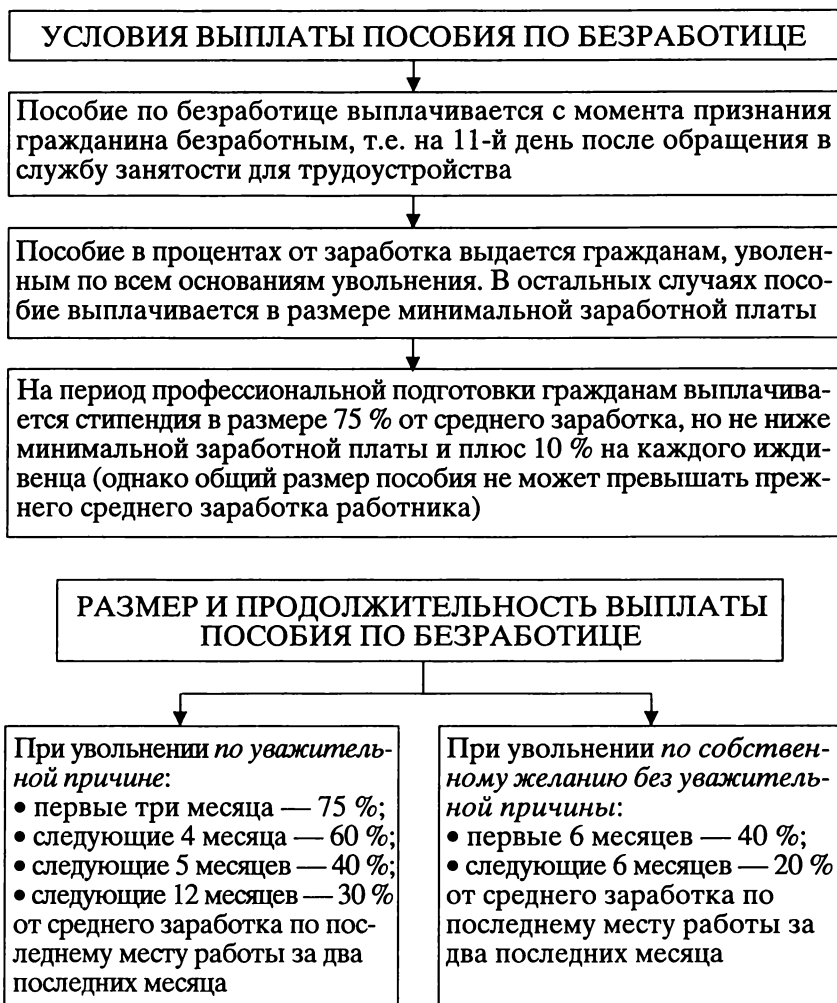 УСЛОВИЯ ВЫПЛАТЫ ПОСОБИЯ ПО БЕЗРАБОТИЦЕ
Пособие по безработице выплачивается с момента признания
гражданина безработным, т.е. на 11-й день после обращения в
службу занятости для трудоустройства
Пособие в процентах от заработка выдается гражданам, уволен-
ным по всем основаниям увольнения. В остальных случаях посо-
бие выплачивается в размере минимальной заработной платы
На период профессиональной подготовки гражданам выплачива-
ется стипендия в размере 75 % от среднего заработка, но не ниже
минимальной заработной платы и плюс 10 % на каждого ижди-
венца (однако общий размер пособия не может превышать преж-
него среднего заработка работника)
РАЗМЕР И ПРОДОЛЖИТЕЛЬНОСТЬ ВЫПЛАТЫ
ПОСОБИЯ ПО БЕЗРАБОТИЦЕ
При увольнении по уважитель-
ной причине:
• первые три месяца — 75 %;
• следующие 4 месяца — 60 %;
• следующие 5 месяцев — 40 %;
• следующие 12 месяцев — 30 %
от среднего заработка по пос-
леднему месту работы за два
последних месяца
При увольнении по собствен-
ному желанию без уважитель-
ной причины:
• первые 6 месяцев — 40 %;
• следующие 6 месяцев — 20 %
от среднего заработка по
последнему месту работы за
два последних месяца